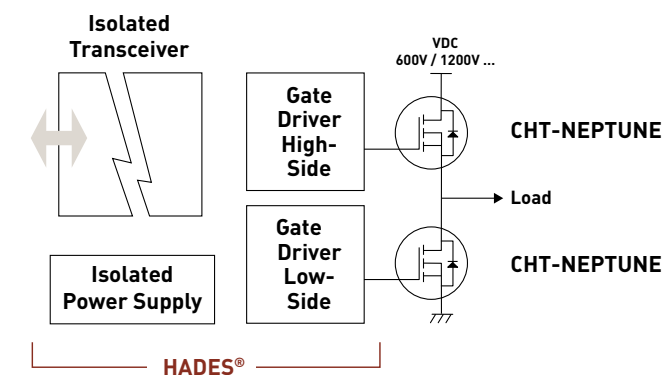 Isolated
Transceiver
VDC
600V / 1200V ...
Gate
Driver
High-
Side
CHT-NEPTUNE
Load
Gate
Driver
Low-
Side
CHT-NEPTUNE
Isolated
Power Supply
HADES®